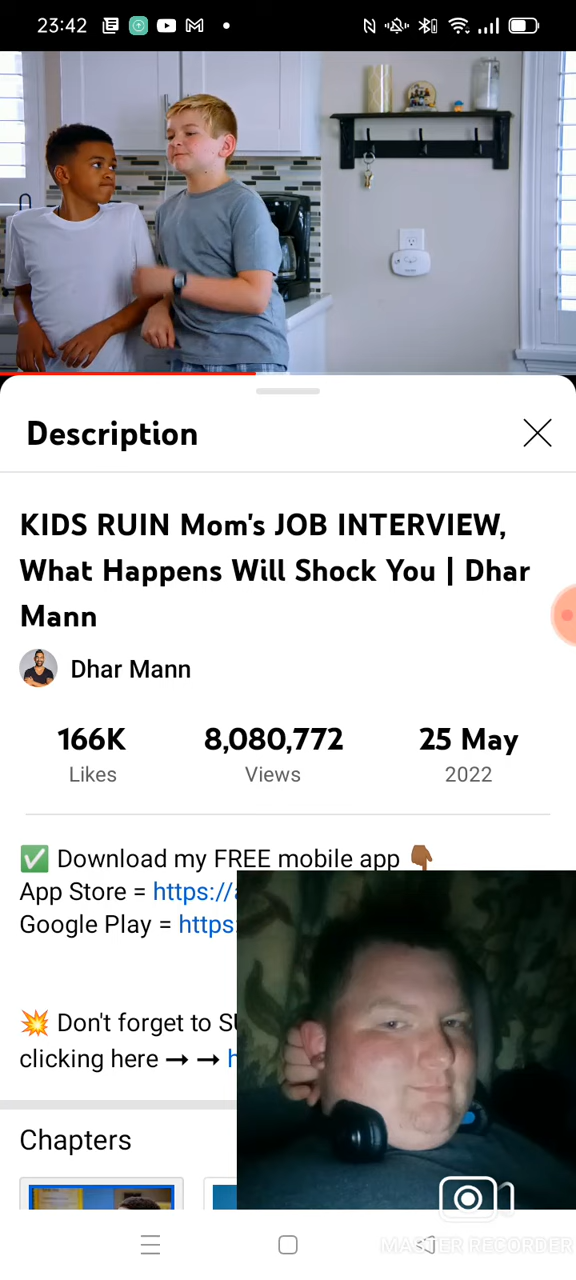 23:42
Description
KIDS RUIN Mom's JOB INTERVIEW,
What Happens Will Shock You | Dhar
Mann
Dhar Mann
166K 8,080,772 25 May
Likes Views 2022
✅ Download my FREE mobile app 👇🏾
App Store = https://
Google Play = https:
💥 Don't forget to SU
clicking here ➞ ➞ h
Chapters
MASTER RECORDER